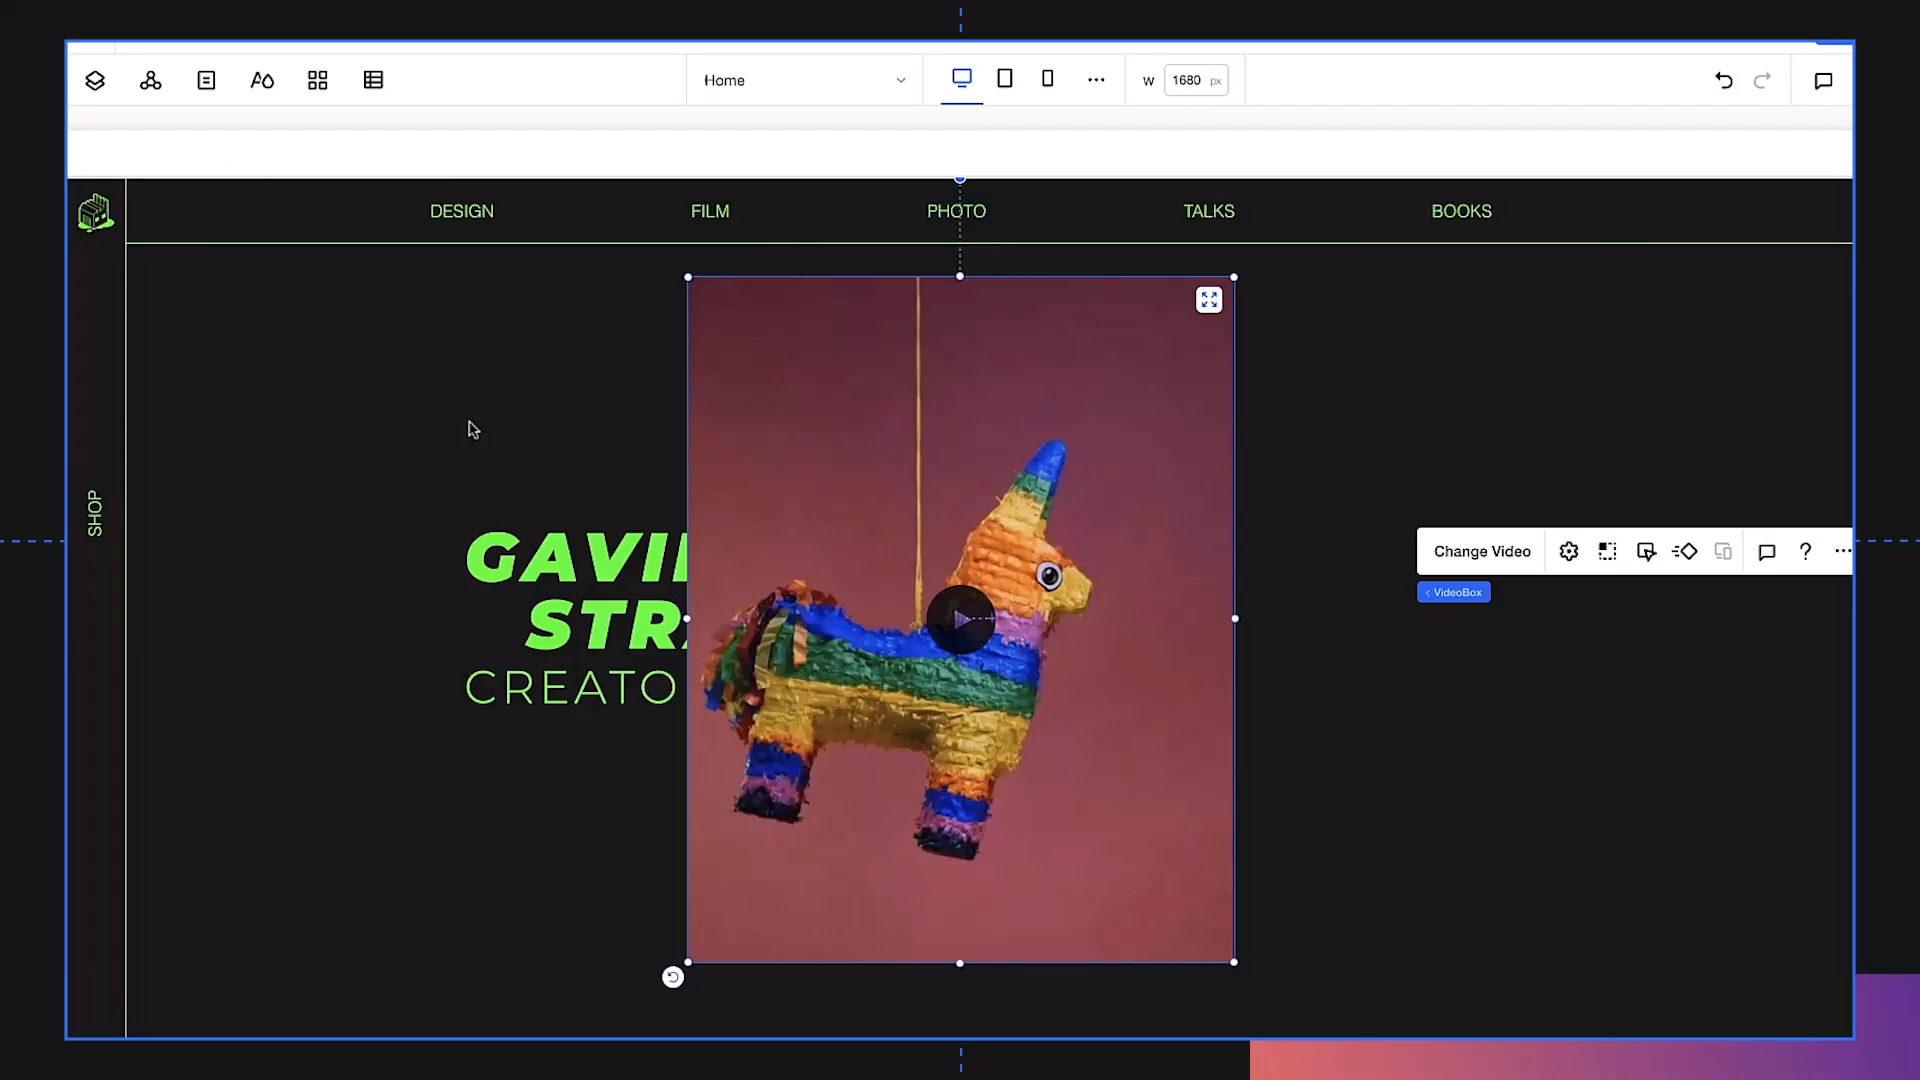 Home
W 1680 px
DESIGN FILM PHOTO TALKS BOOKS
SHOP
GAVI
STR
CREATO
Change Video
?
< VideoBox